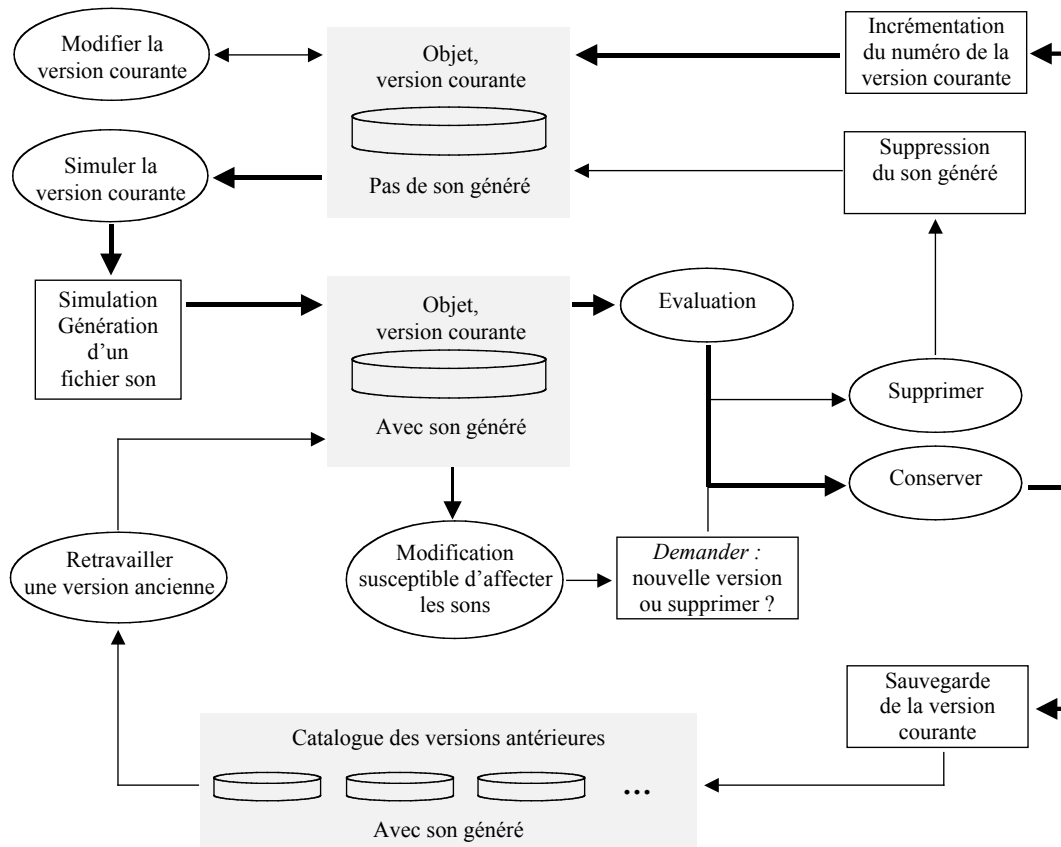 Modifier la
version courante
Objet,
version courante
Pas de son généré
Incrémentation
du numéro de la
version courante
Simuler la
version courante
Suppression
du son généré
Simulation
Génération
d’un
fichier son
Objet,
version courante
Avec son généré
Evaluation
Supprimer
Conserver
Retravailler
une version ancienne
Modification
susceptible d’affecter
les sons
Demander :
nouvelle version
ou supprimer ?
Sauvegarde
de la version
courante
Catalogue des versions antérieures
...
Avec son généré